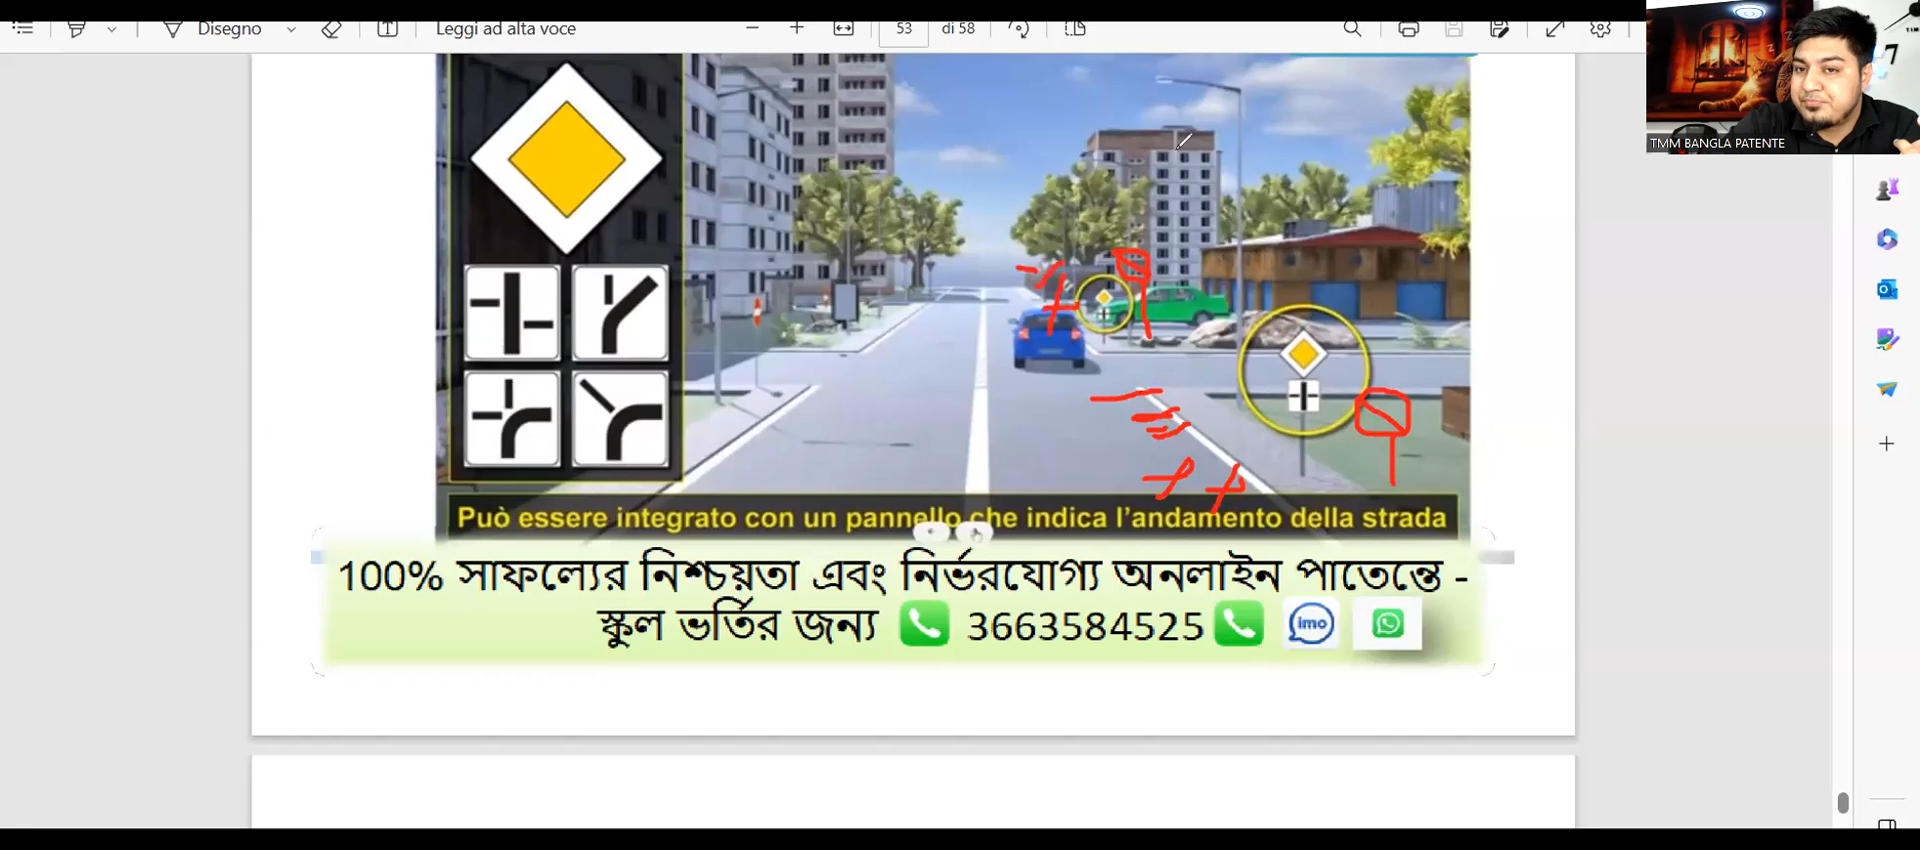 Disegno
Leggi ad alta voce
53
di 58
TMM BANGLA PATENTE
Può essere integrato con un pannello che indica l'andamento della strada
100% সাফল্যের নিশ্চয়তা এবং নির্ভরযোগ্য অনলাইন পাতেন্তে -
স্কুল ভর্তির জন্য 3663584525 imo